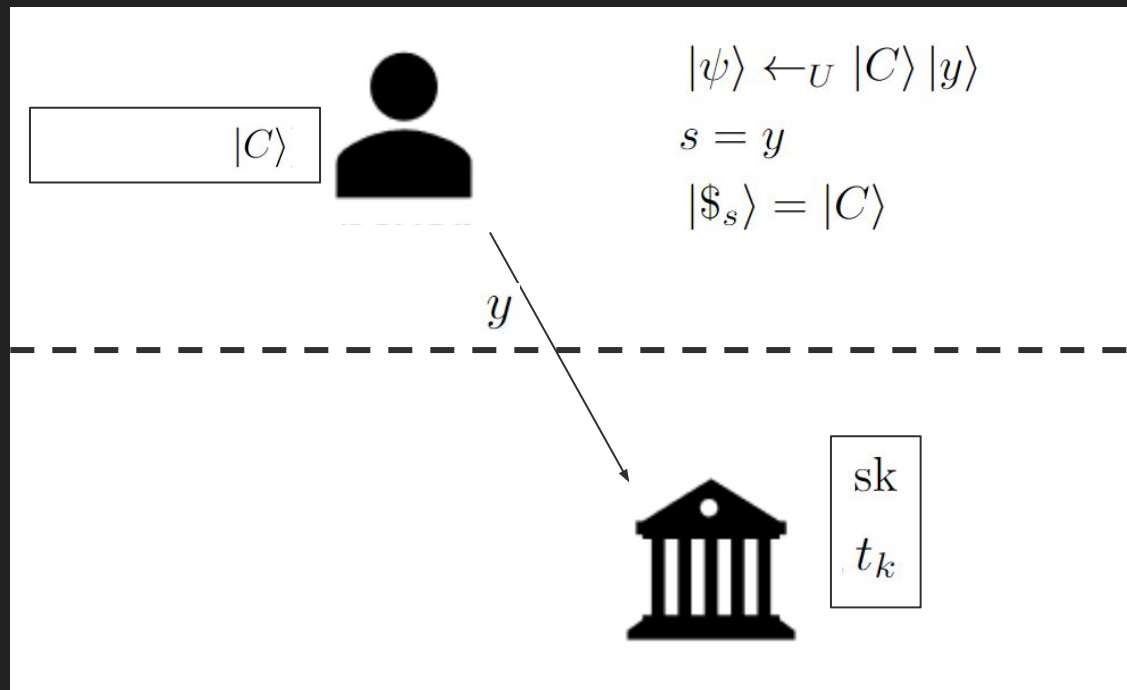 |ψ⟩ ←_U |C⟩ |y⟩
|C⟩
s = y
|$_s⟩ = |C⟩
y
sk
t_k